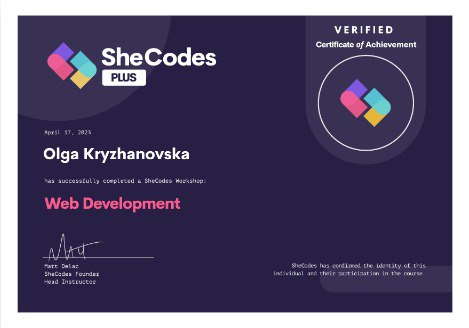 SheCodes
PLUS
VERIFIED
Certificate of Achievement
April 17, 2023
Olga Kryzhanovska
has successfully completed a SheCodes Workshop:
Web Development
Matt Delac
SheCodes Founder
Head Instructor
SheCodes has confirmed the identity of this
individual and their participation in the course.